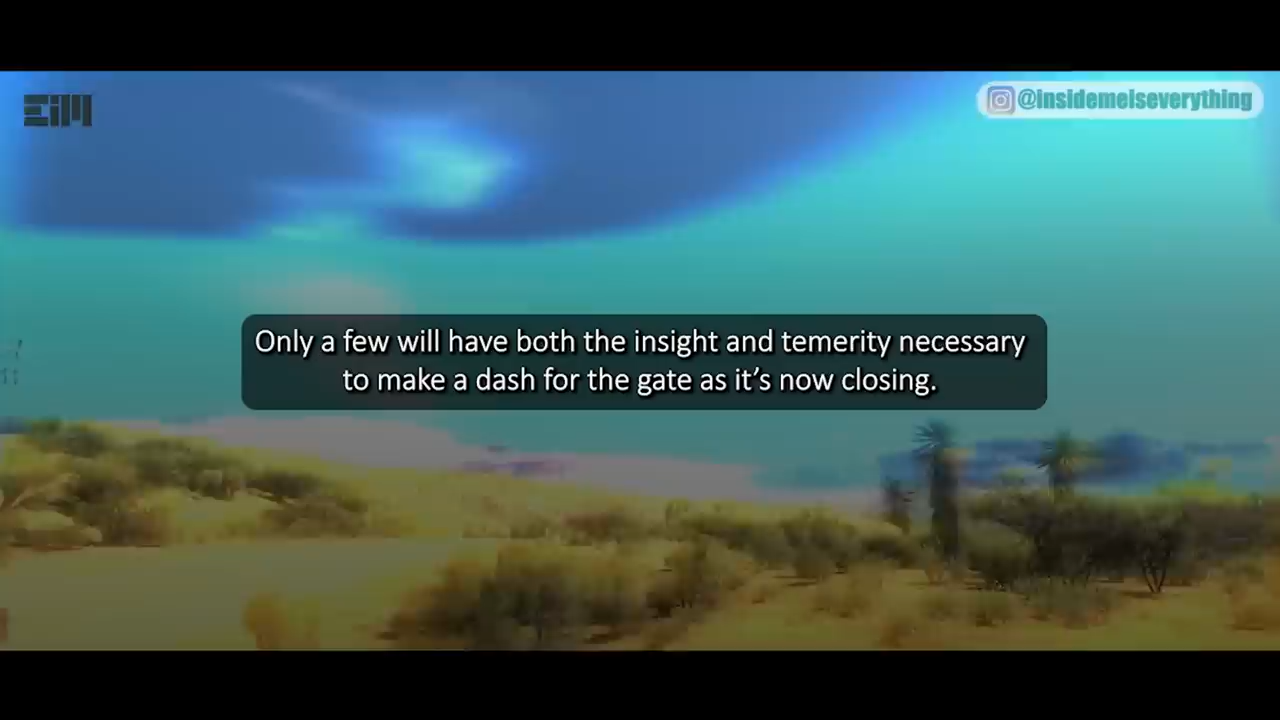 EIM
@insidemeiseverything
Only a few will have both the insight and temerity necessary
to make a dash for the gate as it’s now closing.